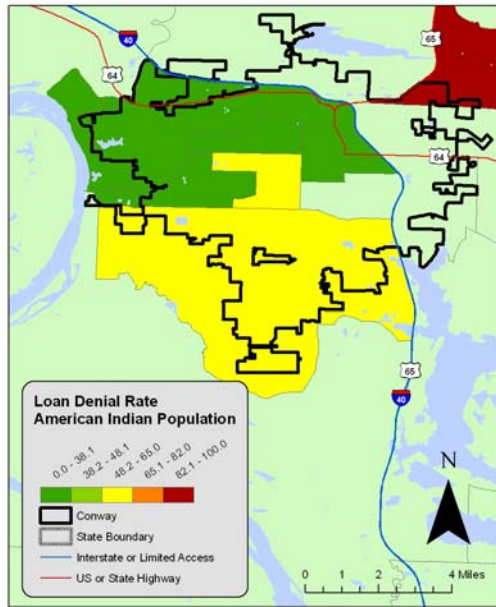 40
65
64
64
65
40
N
Loan Denial Rate
American Indian Population
0.0 - 38.1
38.2 - 48.1
48.2 - 65.0
65.1 - 82.0
82.1 - 100.0
Conway
State Boundary
Interstate or Limited Access
US or State Highway
0 1 2 4 Miles